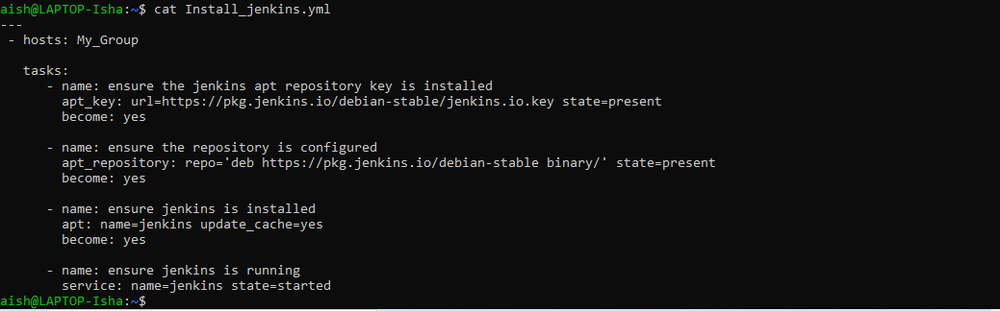 aish@LAPTOP-Isha:~$ cat Install_jenkins.yml
---
 - hosts: My_Group

   tasks:
      - name: ensure the jenkins apt repository key is installed
        apt_key: url=https://pkg.jenkins.io/debian-stable/jenkins.io.key state=present
        become: yes

      - name: ensure the repository is configured
        apt_repository: repo='deb https://pkg.jenkins.io/debian-stable binary/' state=present
        become: yes

      - name: ensure jenkins is installed
        apt: name=jenkins update_cache=yes
        become: yes

      - name: ensure jenkins is running
        service: name=jenkins state=started
aish@LAPTOP-Isha:~$